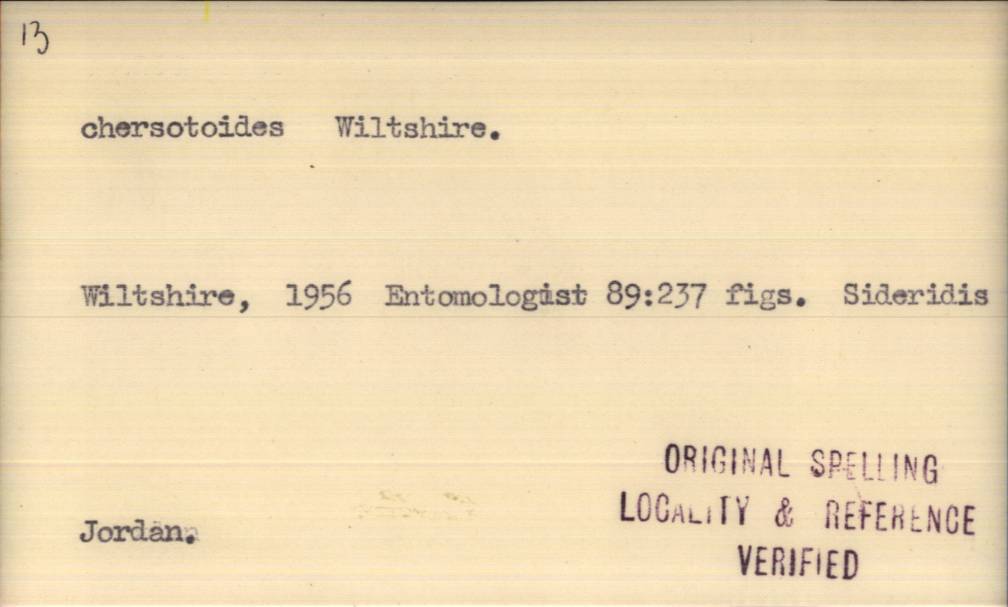 13
chersotoides Wiltshire.
Wiltshire, 1956 Entomologist 89:237 figs. Sideridis
Jordan.
ORIGINAL SPELLING
LOCALITY & REFERENCE
VERIFIED